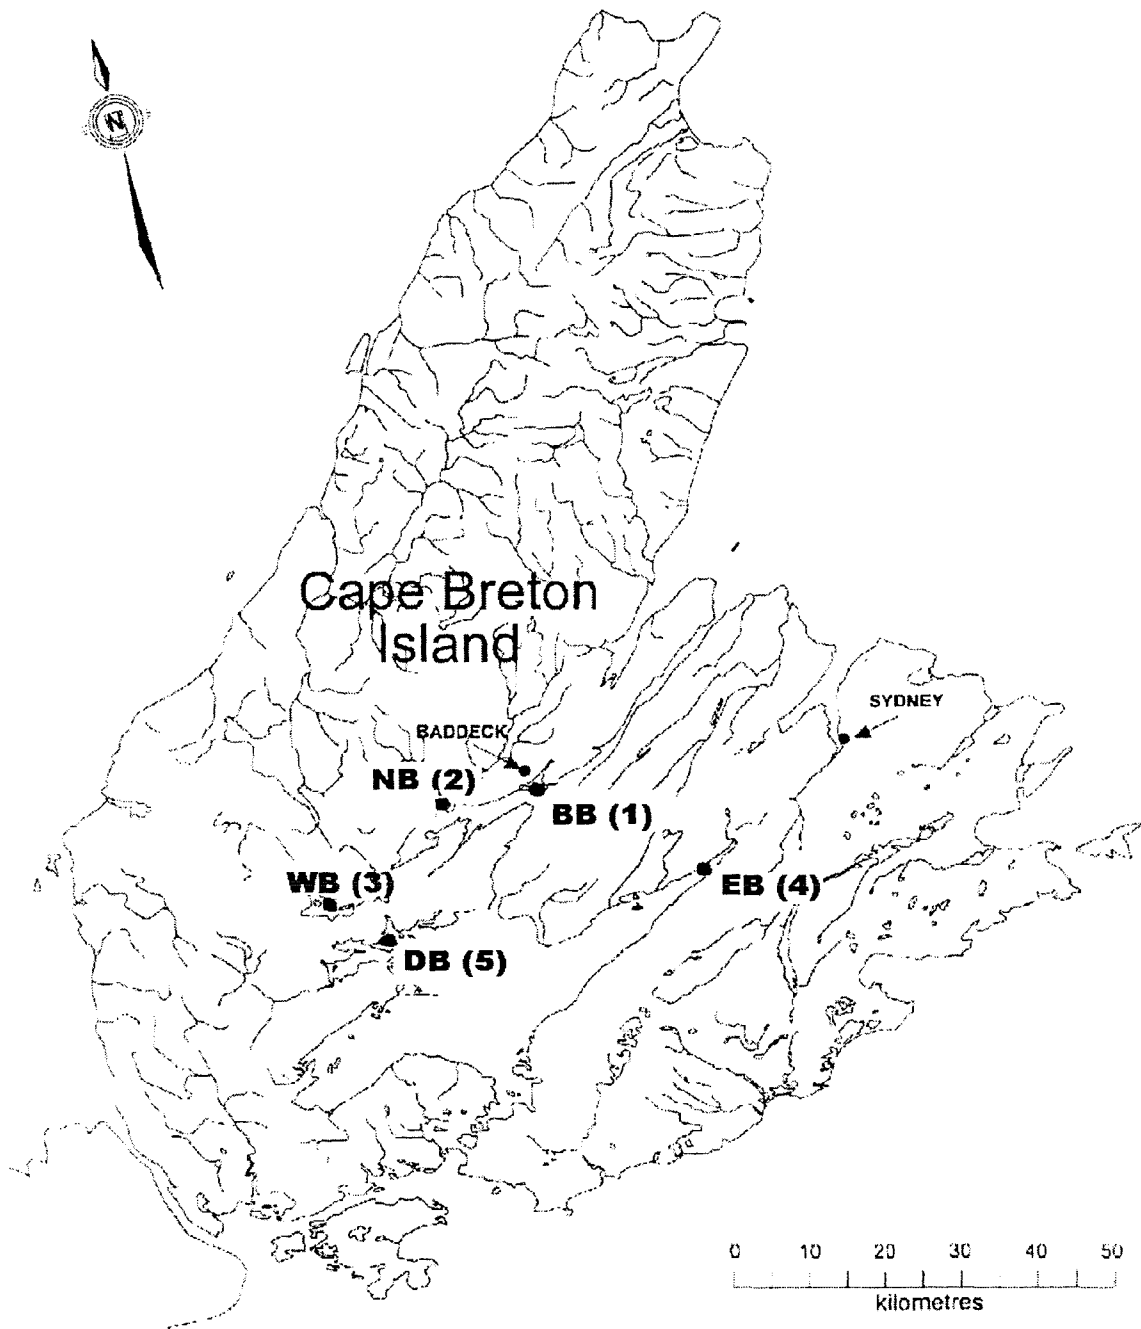 N
Cape Breton
Island
SYDNEY
BADDECK
NB (2)
BB (1)
WB (3)
EB (4)
DB (5)
0 10 20 30 40 50
kilometres